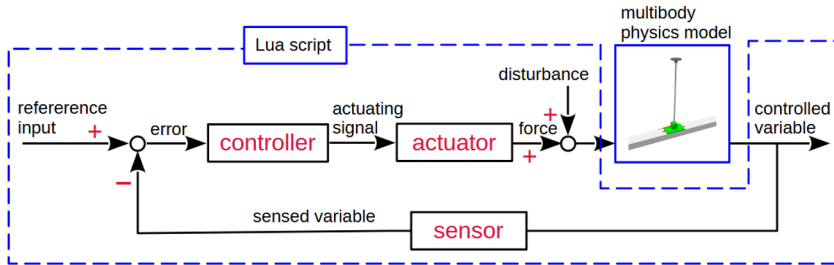 multibody
physics model
Lua script
disturbance
refererence
input
+
error
controller
actuating
signal
actuator
force
+
+
controlled
variable
−
sensed variable
sensor